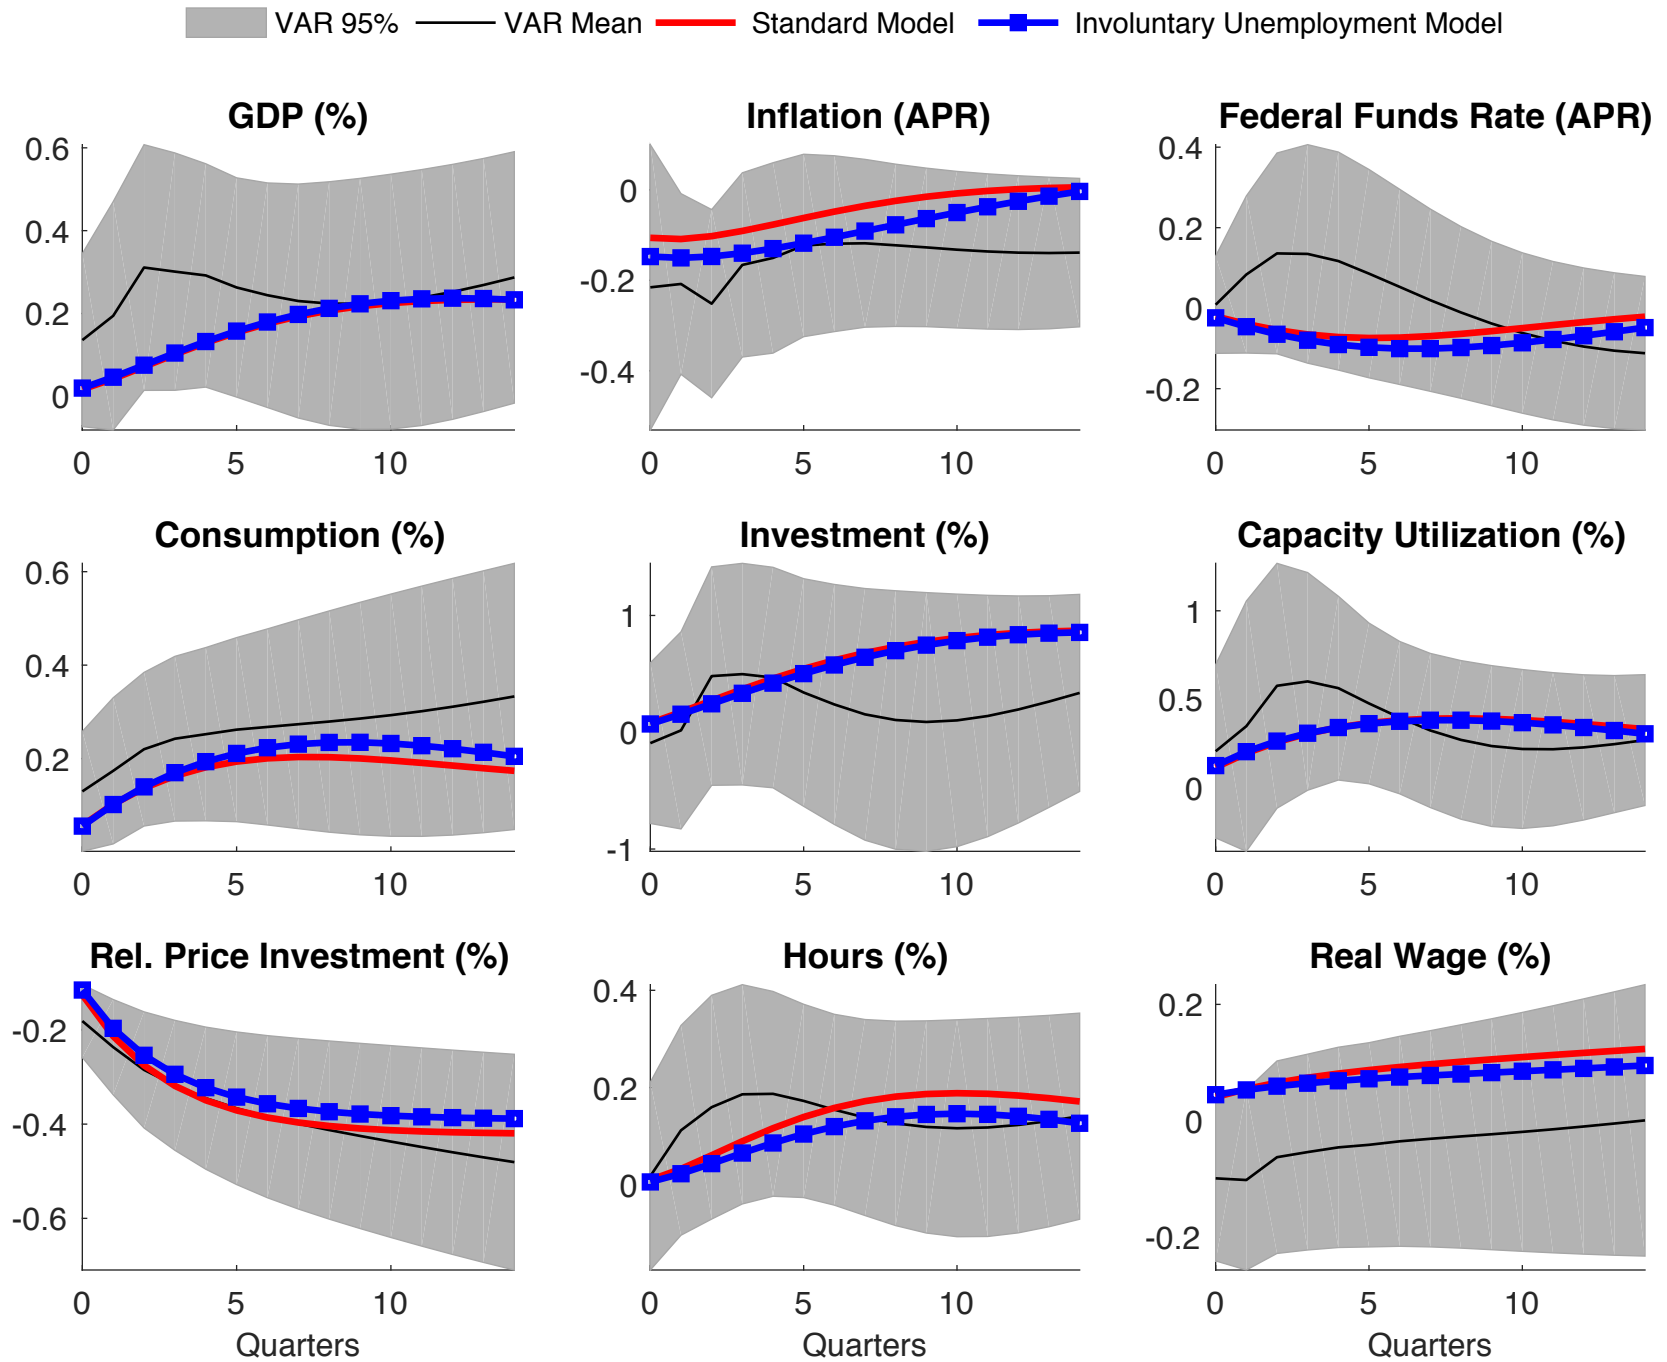 VAR 95% VAR Mean Standard Model Involuntary Unemployment Model
GDP (%) Inflation (APR) Federal Funds Rate (APR)
0.6
0.4
0.2
0
0 5 10
0
-0.2
-0.4
0 5 10
0.4
0.2
0
-0.2
0 5 10
Consumption (%) Investment (%) Capacity Utilization (%)
0.6
0.4
0.2
0 5 10
1
0
-1
0 5 10
1
0.5
0
0 5 10
Rel. Price Investment (%) Hours (%) Real Wage (%)
-0.2
-0.4
-0.6
0 5 10
Quarters
0.4
0.2
0
0 5 10
Quarters
0.2
0
-0.2
0 5 10
Quarters